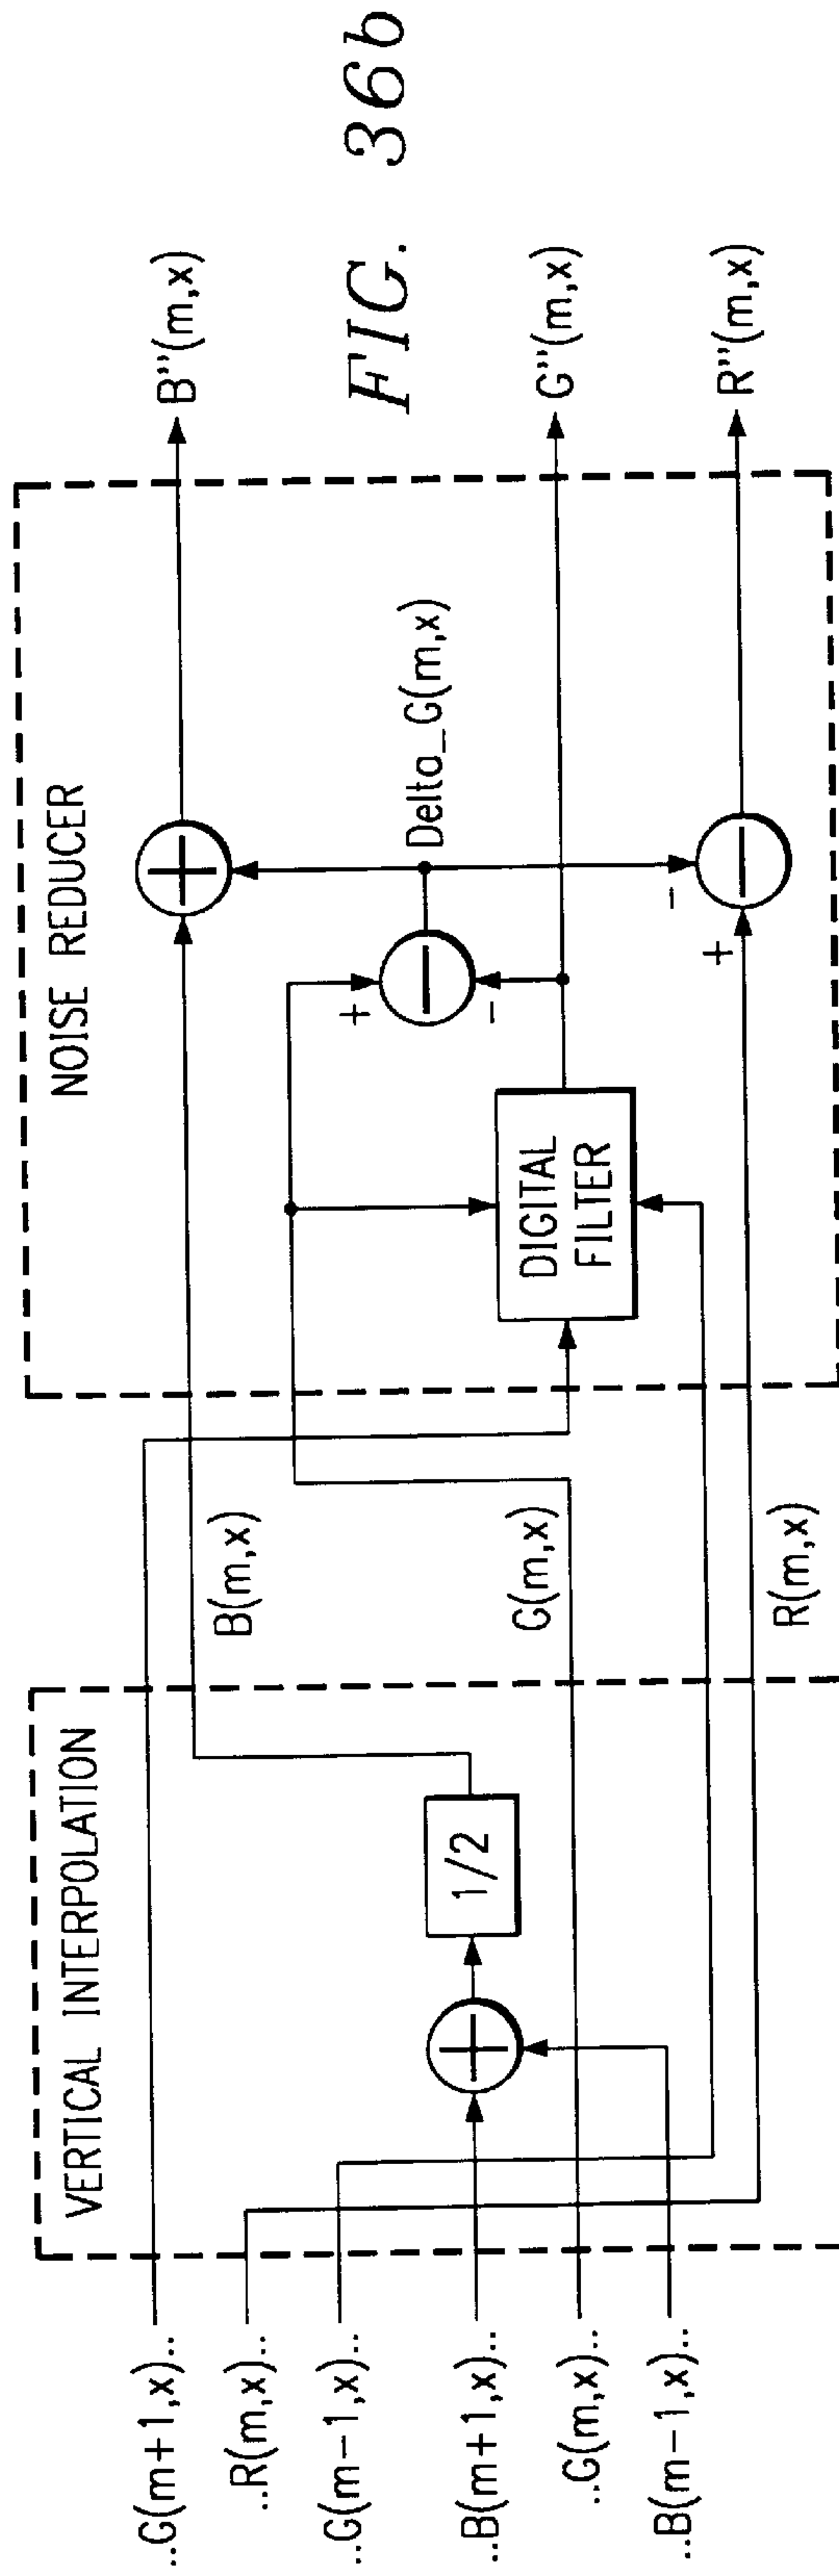 VERTICAL INTERPOLATION
NOISE REDUCER
..G(m+1,x)..
..R(m,x)..
..G(m-1,x)..
..B(m+1,x)..
..G(m,x)..
..B(m-1,x)..
+
1/2
B(m,x)
G(m,x)
R(m,x)
DIGITAL
FILTER
+
-
−
Delta_G(m,x)
+
+
-
−
B''(m,x)
G''(m,x)
R''(m,x)
FIG. 36b